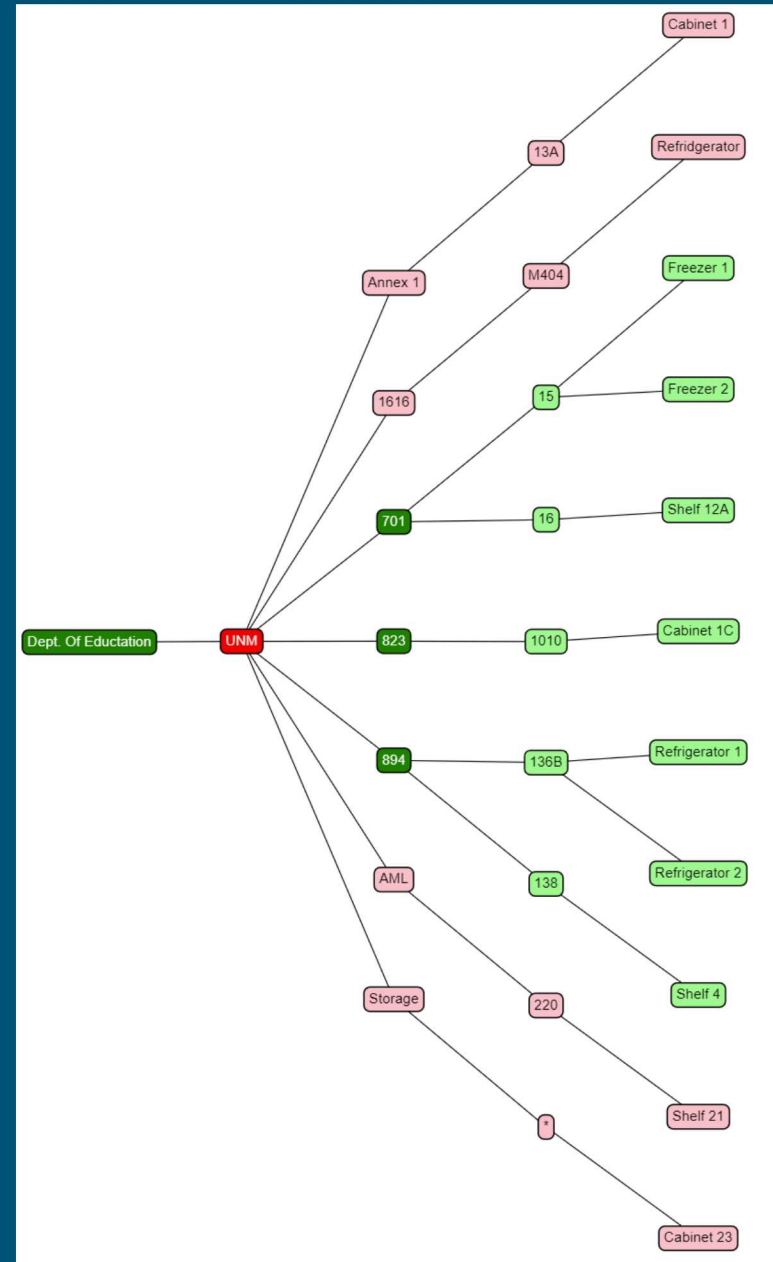 Cabinet 1
13A
Refridgerator
Annex 1
M404
Freezer 1
1616
15
Freezer 2
701
16
Shelf 12A
Dept. Of Eductation
UNM
823
1010
Cabinet 1C
894
136B
Refrigerator 1
AML
138
Refrigerator 2
Storage
220
Shelf 4
*
Shelf 21
Cabinet 23